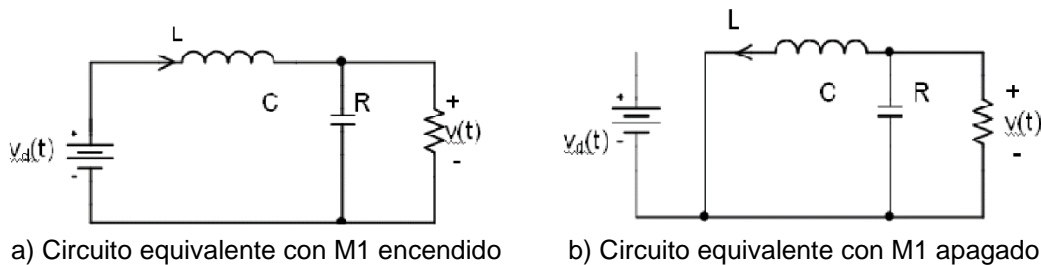 L
C R + v(t) -
+ vd(t) -
a) Circuito equivalente con M1 encendido
L
C R + v(t) -
+ vd(t) -
b) Circuito equivalente con M1 apagado